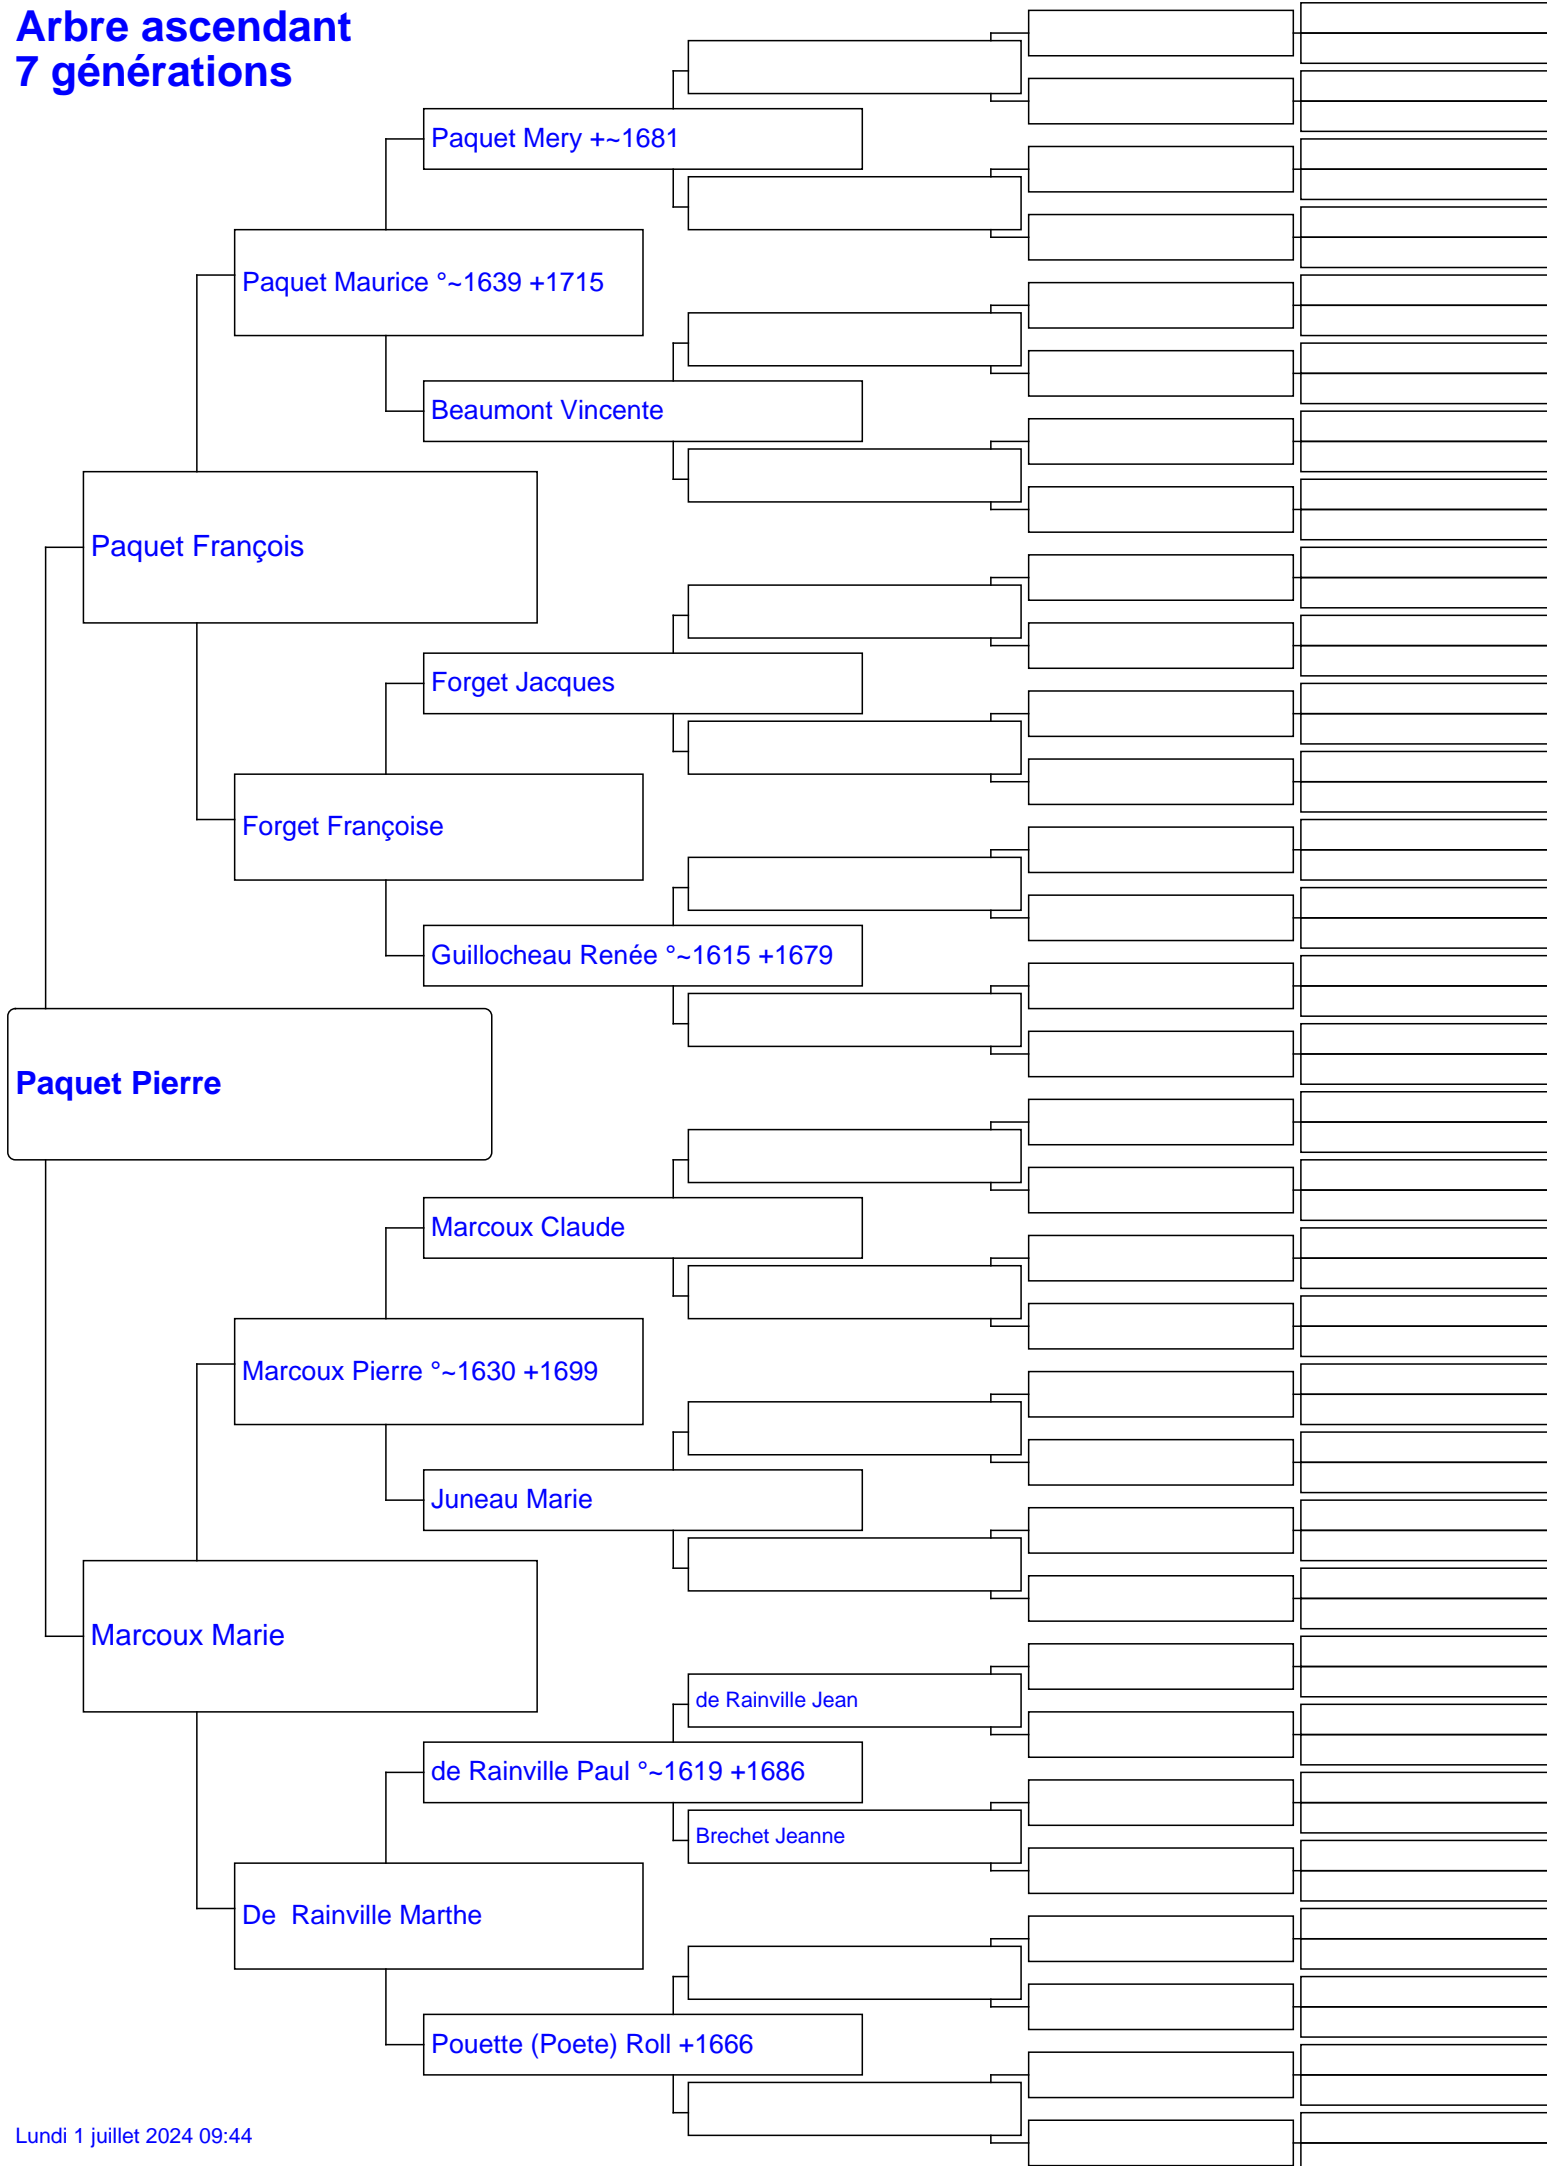 Arbre ascendant
7 générations
Paquet Mery +~1681
Paquet Maurice °~1639 +1715
Beaumont Vincente
Paquet François
Forget Jacques
Forget Françoise
Guillocheau Renée °~1615 +1679
Paquet Pierre
Marcoux Claude
Marcoux Pierre °~1630 +1699
Juneau Marie
Marcoux Marie
de Rainville Jean
de Rainville Paul °~1619 +1686
Brechet Jeanne
De  Rainville Marthe
Pouette (Poete) Roll +1666
Lundi 1 juillet 2024 09:44